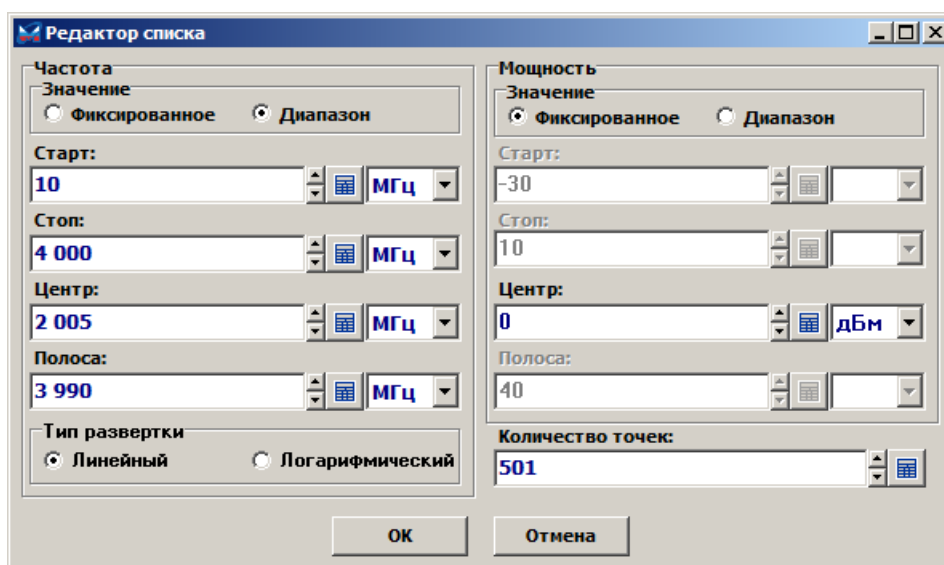 Редактор списка
Частота
Значение
Фиксированное Диапазон
Старт:
10 МГц
Стоп:
4 000 МГц
Центр:
2 005 МГц
Полоса:
3 990 МГц
Тип развертки
Линейный Логарифмический
Мощность
Значение
Фиксированное Диапазон
Старт:
-30
Стоп:
10
Центр:
0 дБм
Полоса:
40
Количество точек:
501
ОК Отмена